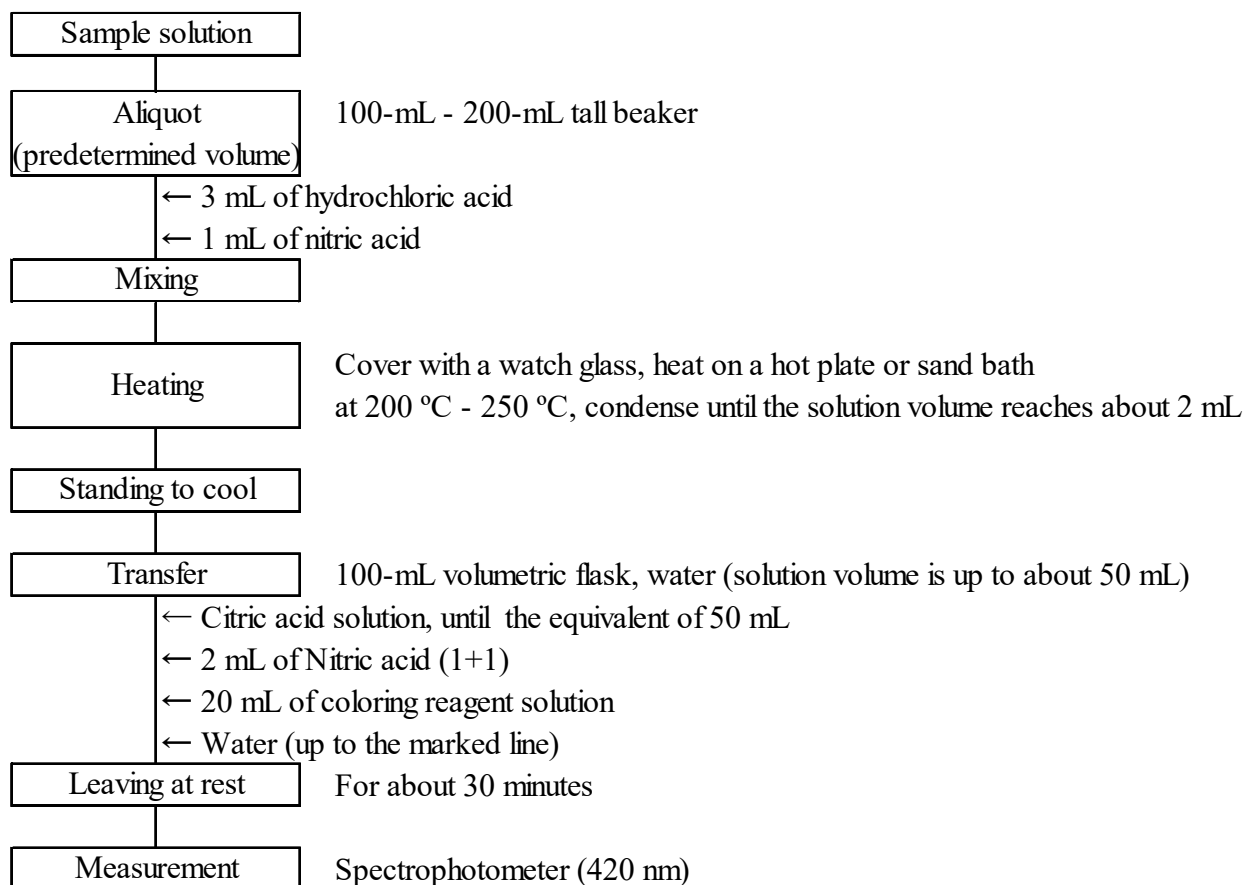 Sample solution
Aliquot
(predetermined volume)
100-mL - 200-mL tall beaker
← 3 mL of hydrochloric acid
← 1 mL of nitric acid
Mixing
Heating
Cover with a watch glass, heat on a hot plate or sand bath
at 200 ºC - 250 ºC, condense until the solution volume reaches about 2 mL
Standing to cool
Transfer
100-mL volumetric flask, water (solution volume is up to about 50 mL)
← Citric acid solution, until the equivalent of 50 mL
← 2 mL of Nitric acid (1+1)
← 20 mL of coloring reagent solution
← Water (up to the marked line)
Leaving at rest
For about 30 minutes
Measurement
Spectrophotometer (420 nm)